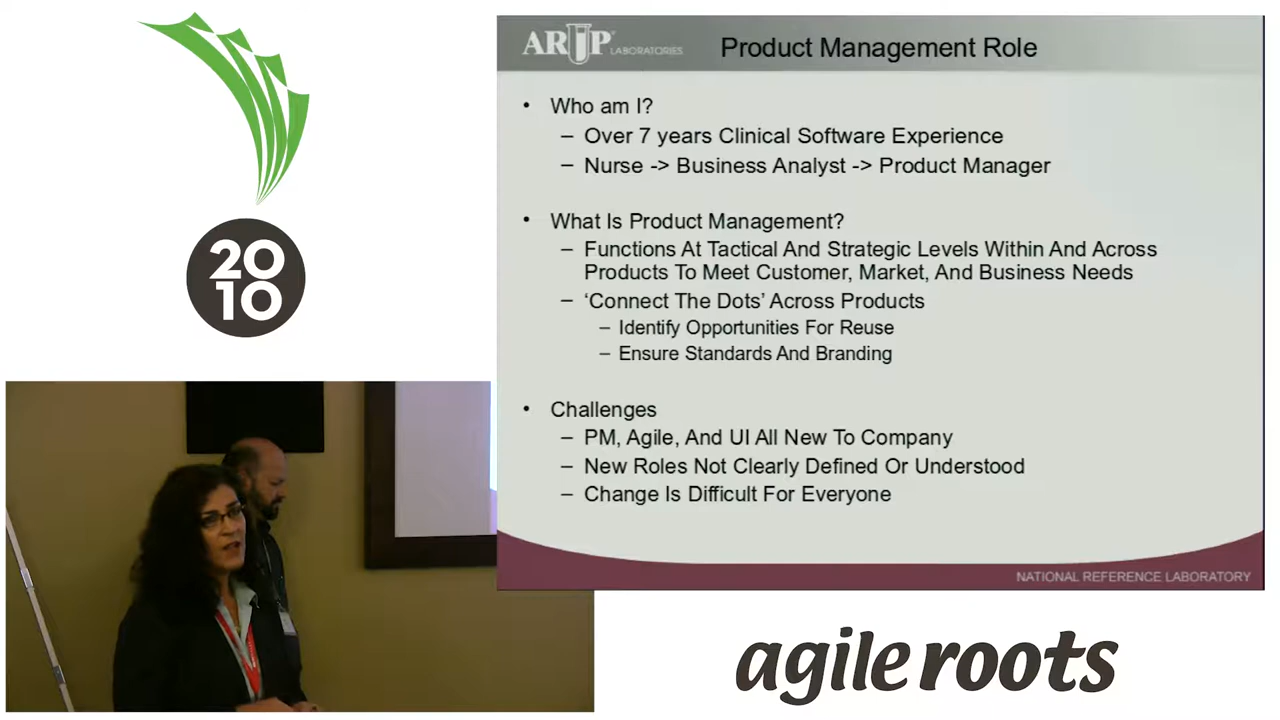 ARUP LABORATORIES
Product Management Role
• Who am I?
– Over 7 years Clinical Software Experience
– Nurse -> Business Analyst -> Product Manager
• What Is Product Management?
– Functions At Tactical And Strategic Levels Within And Across
Products To Meet Customer, Market, And Business Needs
– ‘Connect The Dots’ Across Products
– Identify Opportunities For Reuse
– Ensure Standards And Branding
• Challenges
– PM, Agile, And UI All New To Company
– New Roles Not Clearly Defined Or Understood
– Change Is Difficult For Everyone
NATIONAL REFERENCE LABORATORY
20
10
agile roots